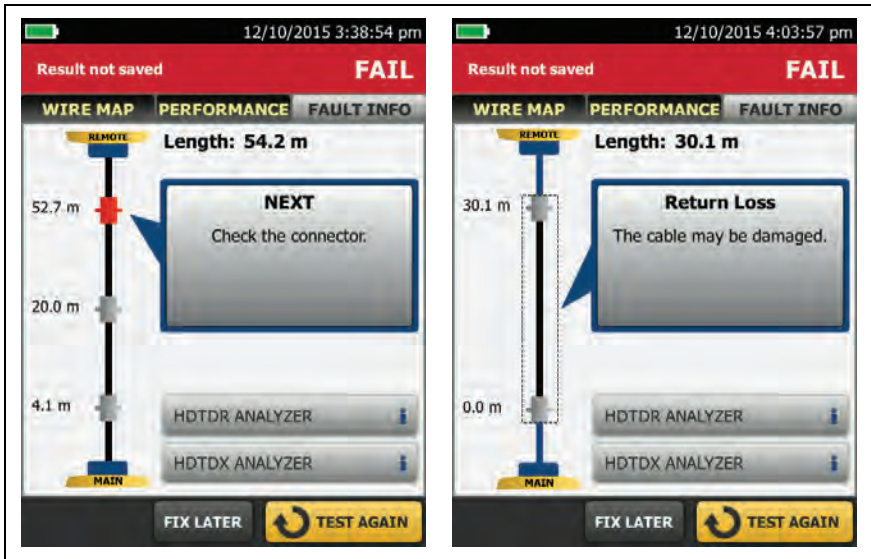 12/10/2015 3:38:54 pm
Result not saved FAIL
WIRE MAP PERFORMANCE FAULT INFO
REMOTE
Length: 54.2 m
52.7 m
NEXT
Check the connector.
20.0 m
4.1 m
HDTDR ANALYZER i
HDTDX ANALYZER i
MAIN
FIX LATER TEST AGAIN
12/10/2015 4:03:57 pm
Result not saved FAIL
WIRE MAP PERFORMANCE FAULT INFO
REMOTE
Length: 30.1 m
30.1 m
Return Loss
The cable may be damaged.
0.0 m
HDTDR ANALYZER i
HDTDX ANALYZER i
MAIN
FIX LATER TEST AGAIN